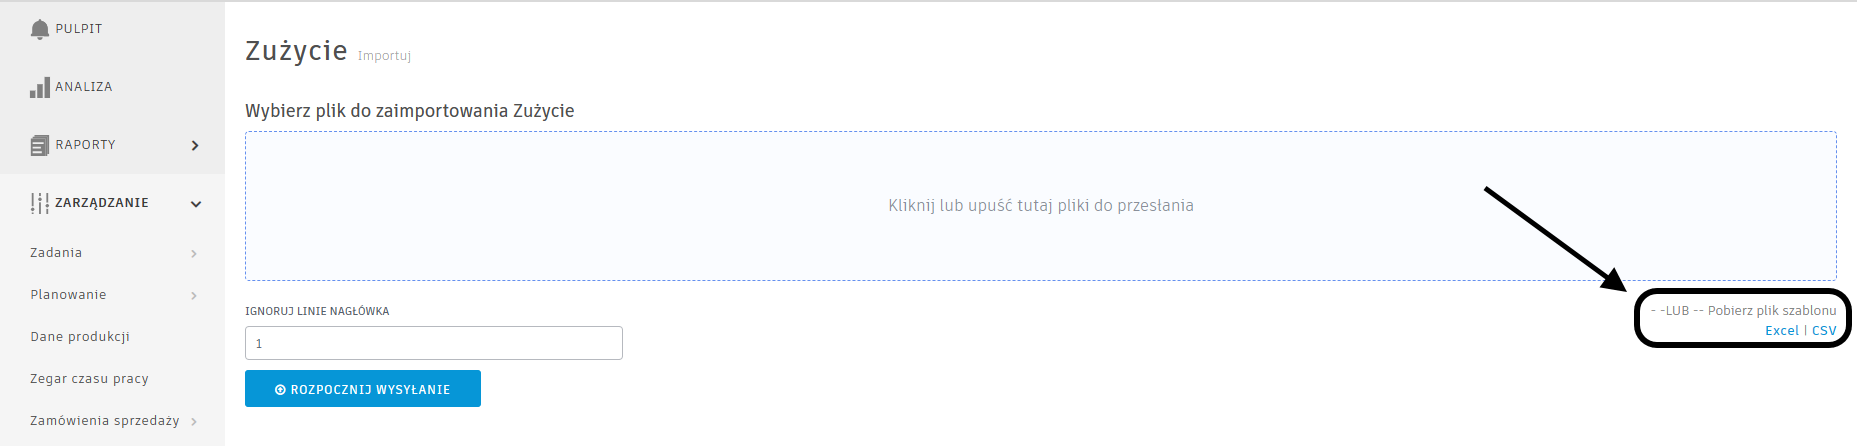 PULPIT
ANALIZA
RAPORTY
ZARZĄDZANIE
Zadania
Planowanie
Dane produkcji
Zegar czasu pracy
Zamówienia sprzedaży
Zużycie Importuj
Wybierz plik do zaimportowania Zużycie
Kliknij lub upuść tutaj pliki do przesłania
IGNORUJ LINIE NAGŁÓWKA
1
ROZPOCZNIJ WYSYŁANIE
- -LUB -- Pobierz plik szablonu
Excel | CSV